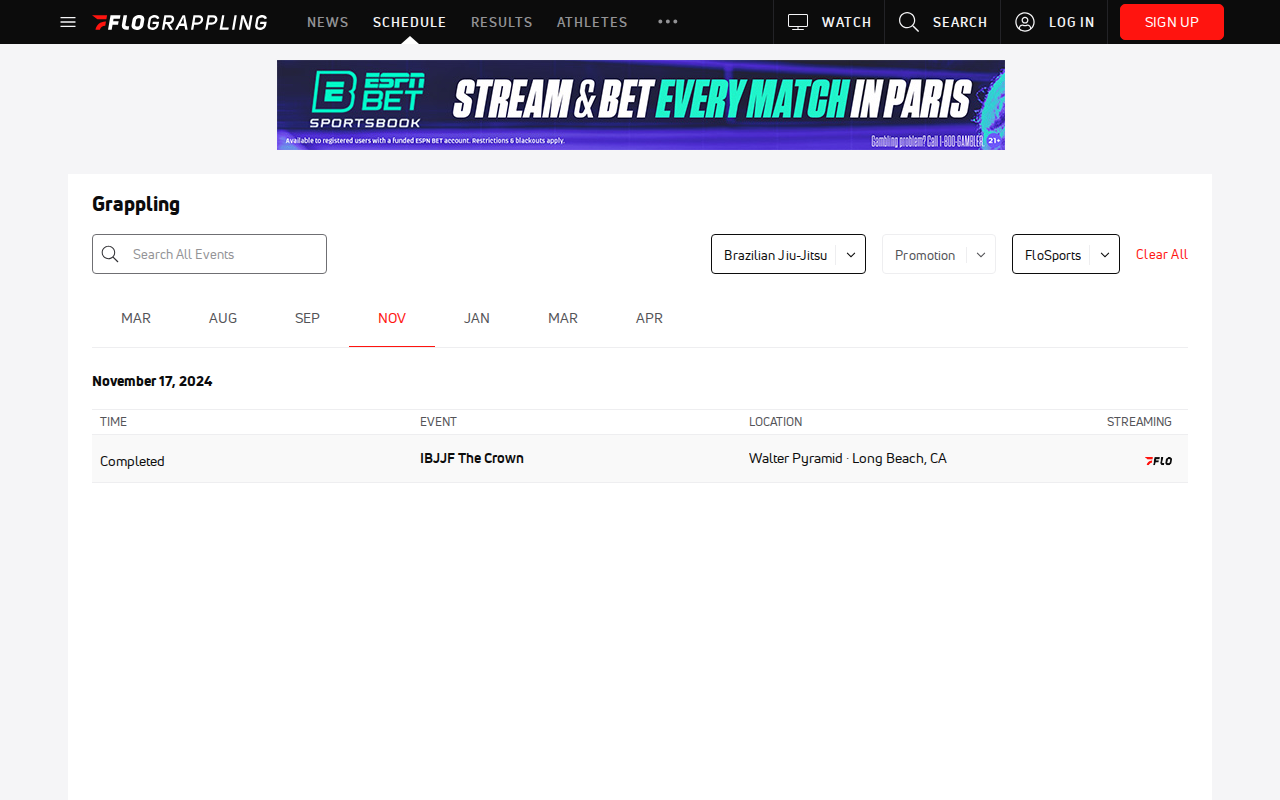 FLOGRAPPLING NEWS SCHEDULE RESULTS ATHLETES ••• WATCH SEARCH LOG IN SIGN UP
ESPN BET SPORTSBOOK
STREAM & BET EVERY MATCH IN PARIS
Available to registered users with a funded ESPN BET account. Restrictions & blackouts apply.
Gambling problem? Call 1-800-GAMBLER 21+
Grappling
Search All Events Brazilian Jiu-Jitsu Promotion FloSports Clear All
MAR AUG SEP NOV JAN MAR APR
November 17, 2024
TIME EVENT LOCATION STREAMING
Completed IBJJF The Crown Walter Pyramid · Long Beach, CA FLO